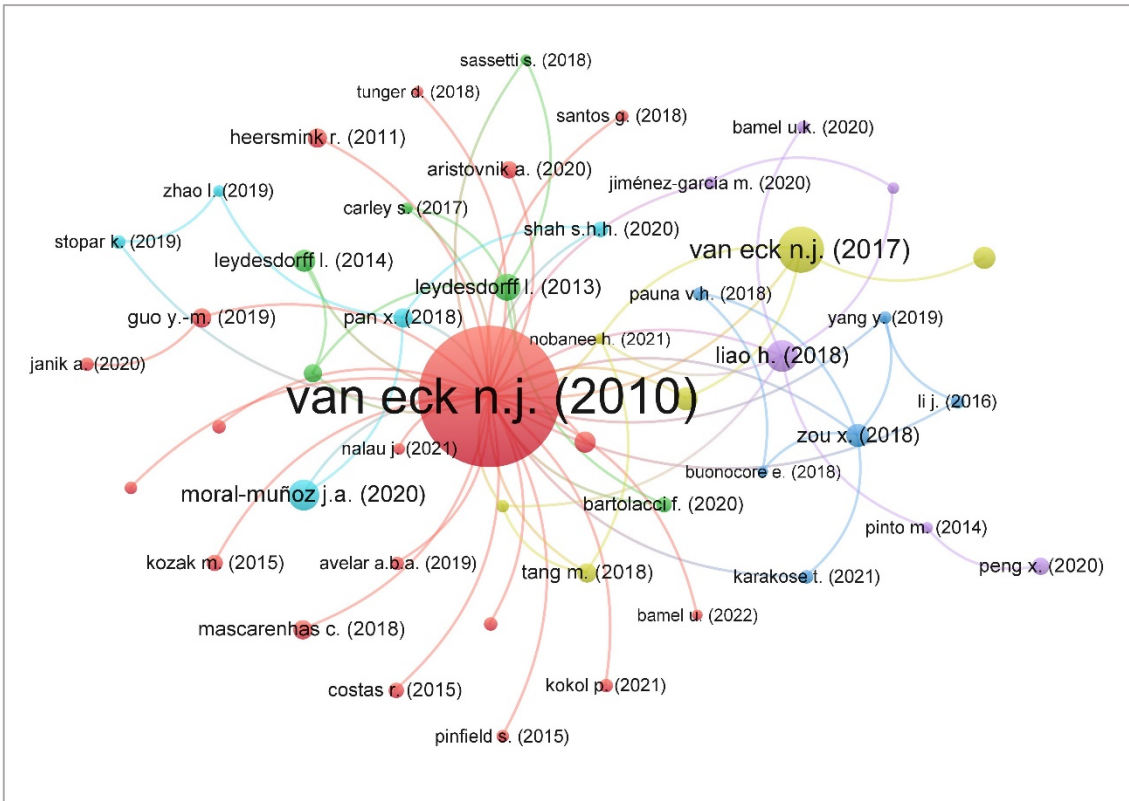 sassetti s. (2018)
tunger d. (2018)
santos g. (2018)
bamel u.k. (2020)
heersmink r. (2011)
aristovnik a. (2020)
jiménez-garcía m. (2020)
zhao l. (2019)
carley s. (2017)
shah s.h.h. (2020)
stopar k. (2019)
van eck n.j. (2017)
leydesdorff l. (2014)
leydesdorff l. (2013)
pauna v.h. (2018)
guo y.-m. (2019)
pan x. (2018)
yang y. (2019)
nobanee h. (2021)
liao h. (2018)
janik a. (2020)
van eck n.j. (2010)
li j. (2016)
zou x. (2018)
nalau j. (2021)
buonocore e. (2018)
moral-muñoz j.a. (2020)
bartolacci f. (2020)
pinto m. (2014)
kozak m. (2015)
avelar a.b.a. (2019)
tang m. (2018)
karakose t. (2021)
peng x. (2020)
bamel u. (2022)
mascarenhas c. (2018)
costas r. (2015)
kokol p. (2021)
pinfield s. (2015)